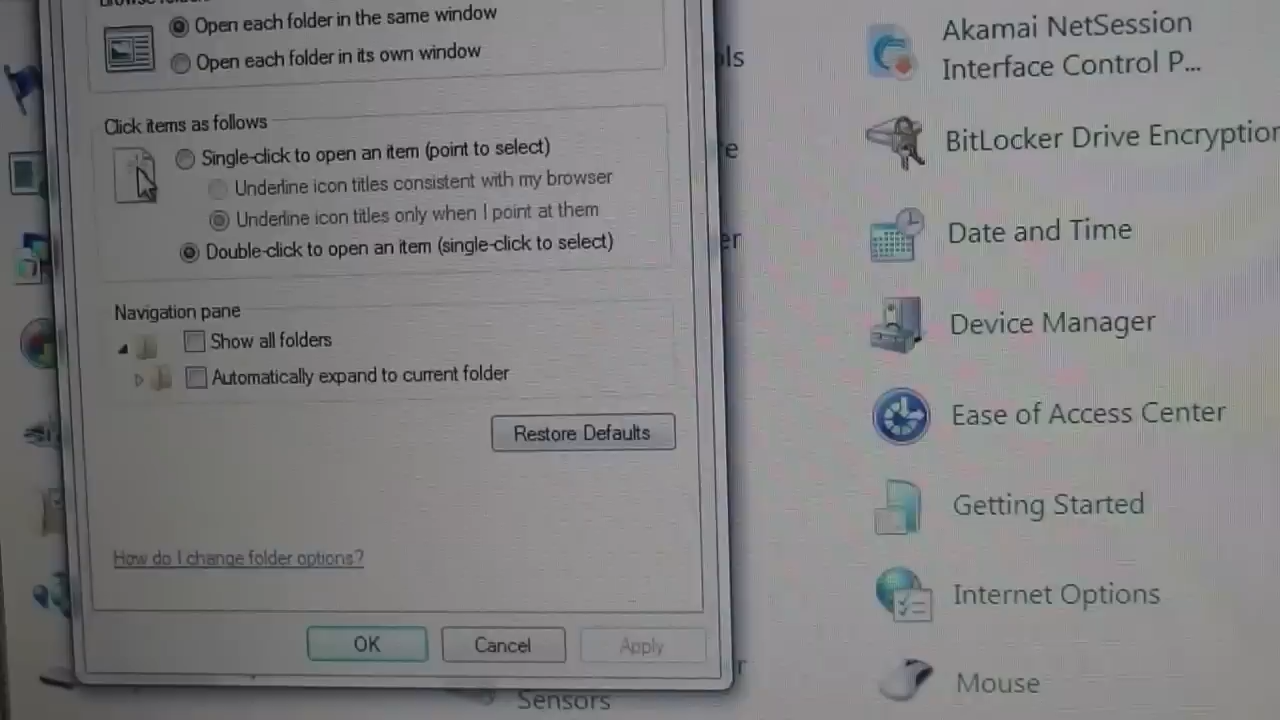 Open each folder in the same window
Open each folder in its own window
Click items as follows
Single-click to open an item (point to select)
Underline icon titles consistent with my browser
Underline icon titles only when I point at them
Double-click to open an item (single-click to select)
Navigation pane
Show all folders
Automatically expand to current folder
Restore Defaults
How do I change folder options?
OK
Cancel
Apply
Sensors
Akamai NetSession
Interface Control P...
BitLocker Drive Encryption
Date and Time
Device Manager
Ease of Access Center
Getting Started
Internet Options
Mouse